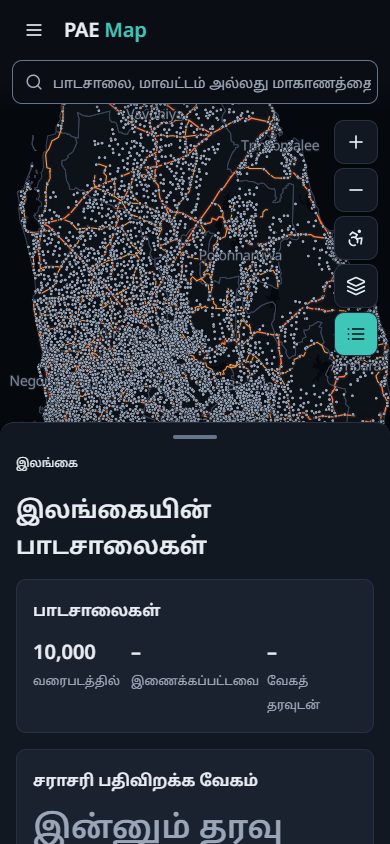 PAE Map
பாடசாலை, மாவட்டம் அல்லது மாகாணத்தை
Vavuniya
Trincomalee
Polonnaruwa
Nego
இலங்கை
இலங்கையின்
பாடசாலைகள்
பாடசாலைகள்
10,000 – –
வரைபடத்தில் இணைக்கப்பட்டவை வேகத்
தரவுடன்
சராசரி பதிவிறக்க வேகம்
இன்னும் தரவு